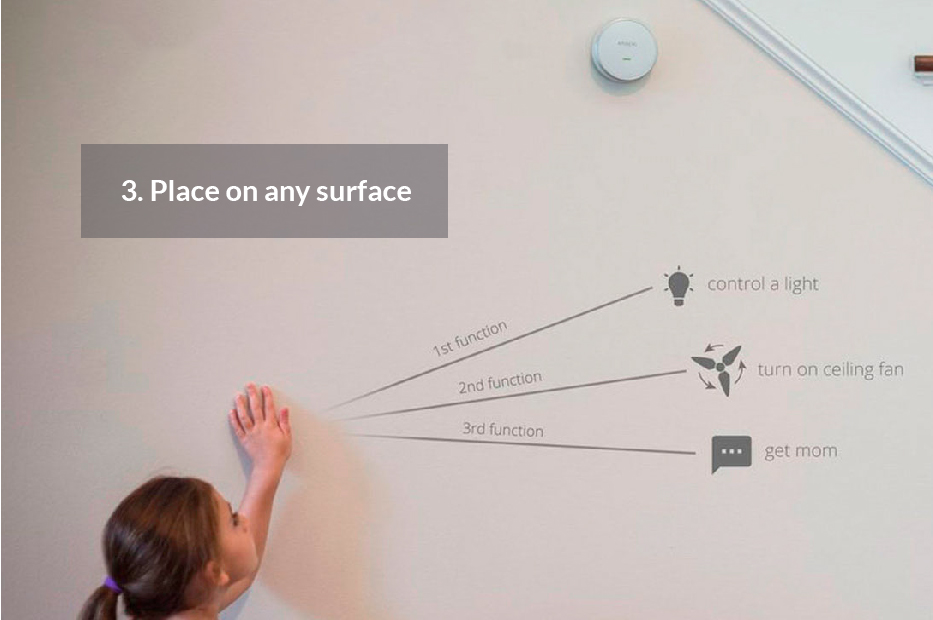 3. Place on any surface
control a light
1st function
turn on ceiling fan
2nd function
3rd function
get mom